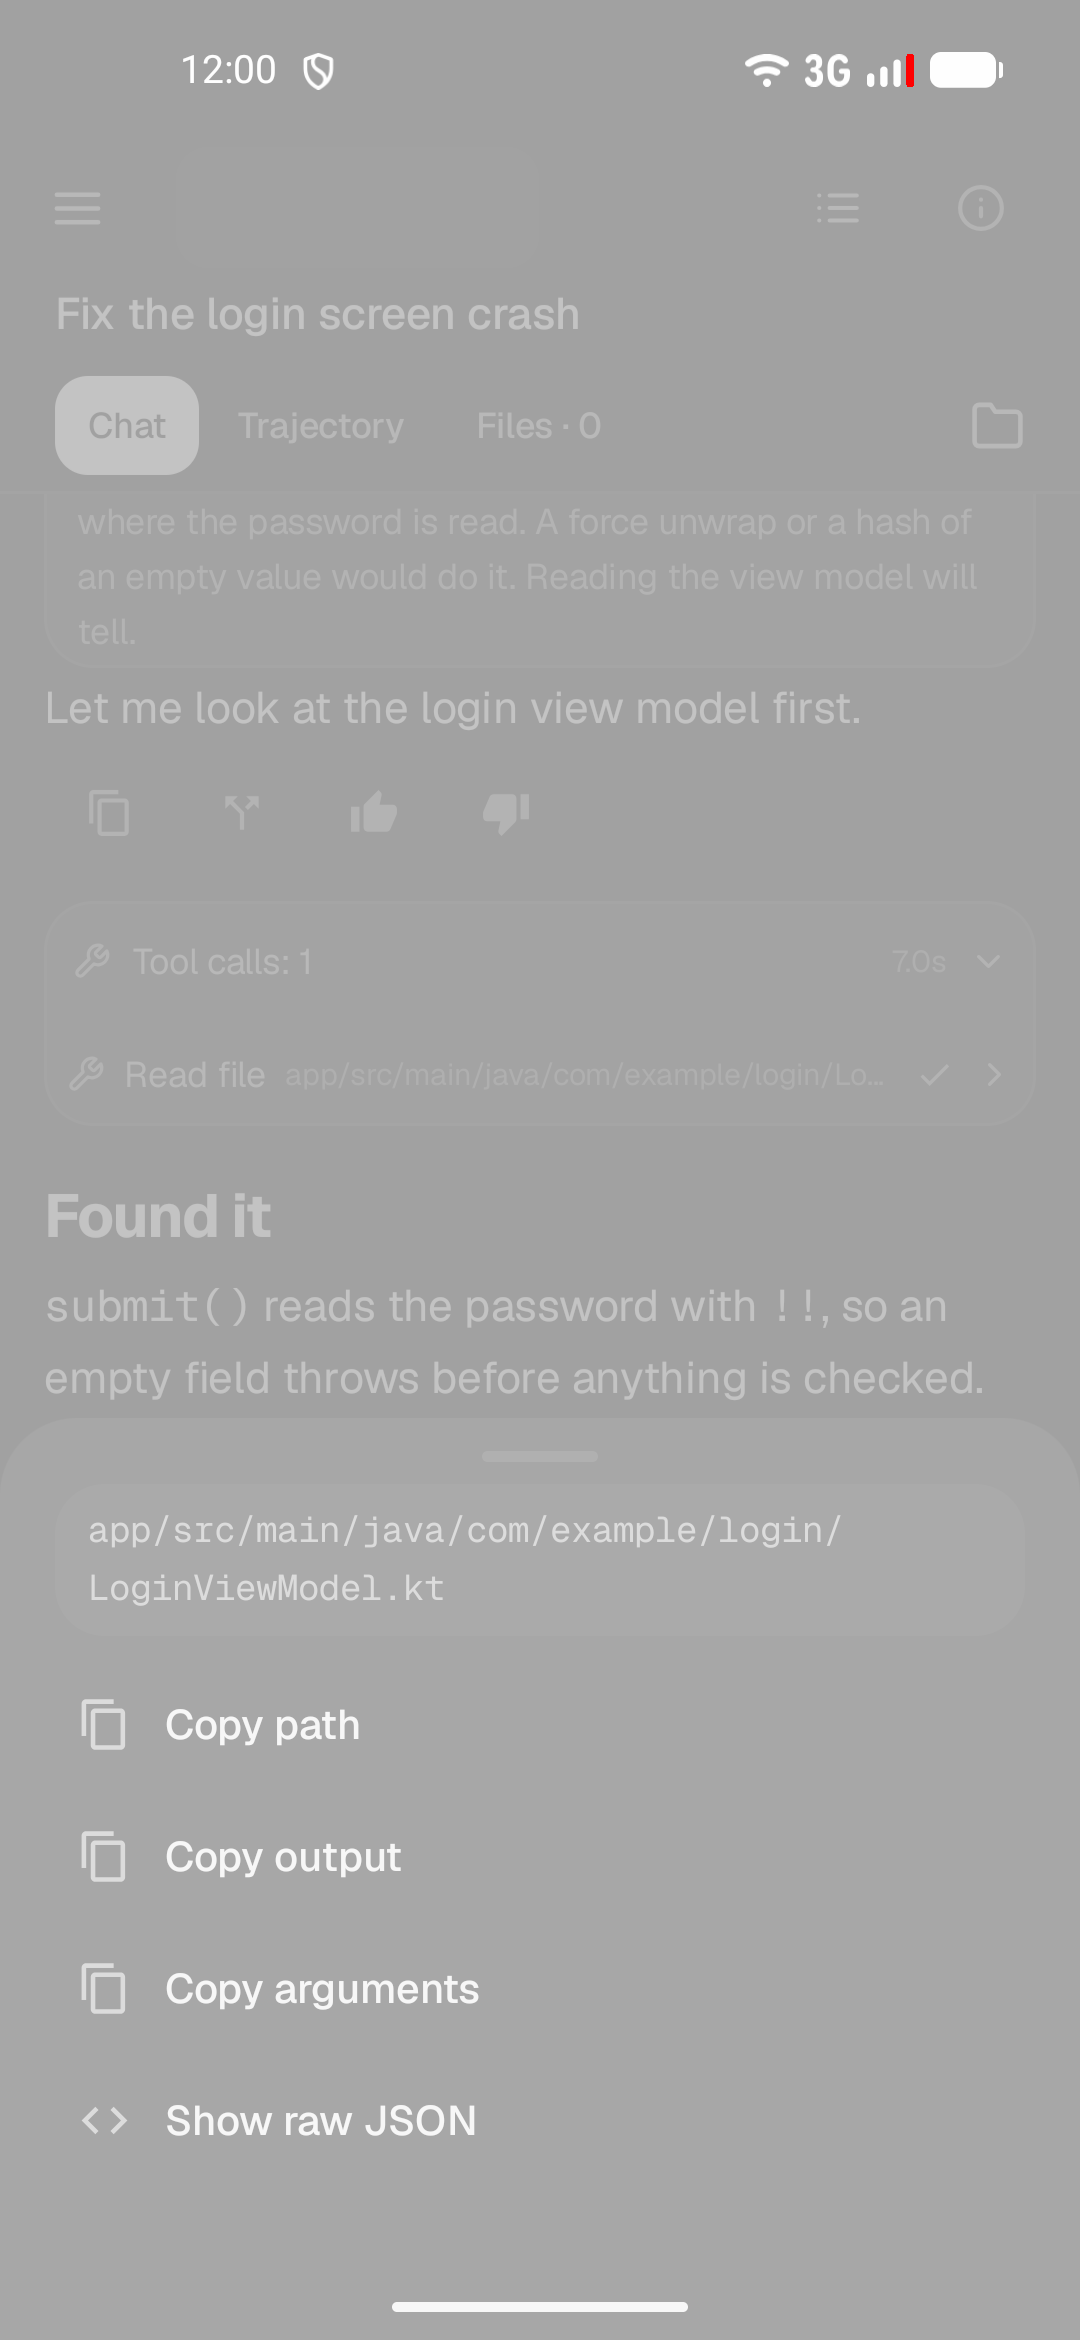 12:00
3G
Fix the login screen crash
Chat
Trajectory
Files · 0
where the password is read. A force unwrap or a hash of
an empty value would do it. Reading the view model will
tell.
Let me look at the login view model first.
Tool calls: 1
7.0s
Read file app/src/main/java/com/example/login/Lo...
Found it
submit() reads the password with !!, so an
empty field throws before anything is checked.
app/src/main/java/com/example/login/
LoginViewModel.kt
Copy path
Copy output
Copy arguments
Show raw JSON